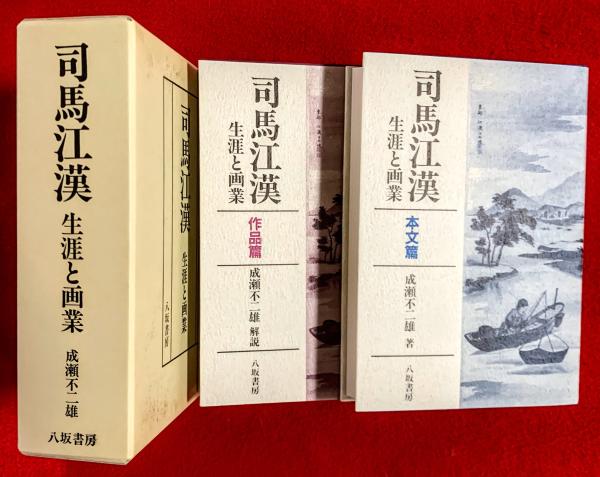 司馬江漢
生涯と画業
成瀬不二雄
八坂書房
司馬江漢
生涯と画業
八坂書房
司馬江漢
生涯と画業
作品篇
成瀬不二雄 解説
八坂書房
司馬江漢
生涯と画業
本文篇
成瀬不二雄 著
八坂書房